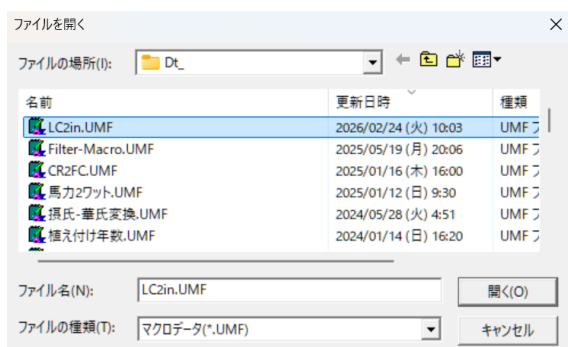 ファイルを開く
ファイルの場所(I): Dt_
名前 更新日時 種類
LC2in.UMF 2026/02/24 (火) 10:03 UMF フ
Filter-Macro.UMF 2025/05/19 (月) 20:06 UMF フ
CR2FC.UMF 2025/01/16 (木) 16:00 UMF フ
馬力2ワット.UMF 2025/01/12 (日) 9:30 UMF フ
摂氏-華氏変換.UMF 2024/05/28 (火) 4:51 UMF フ
植え付け年数.UMF 2024/01/14 (日) 16:20 UMF フ
ファイル名(N): LC2in.UMF 開く(O)
ファイルの種類(T): マクロデータ(*.UMF) キャンセル